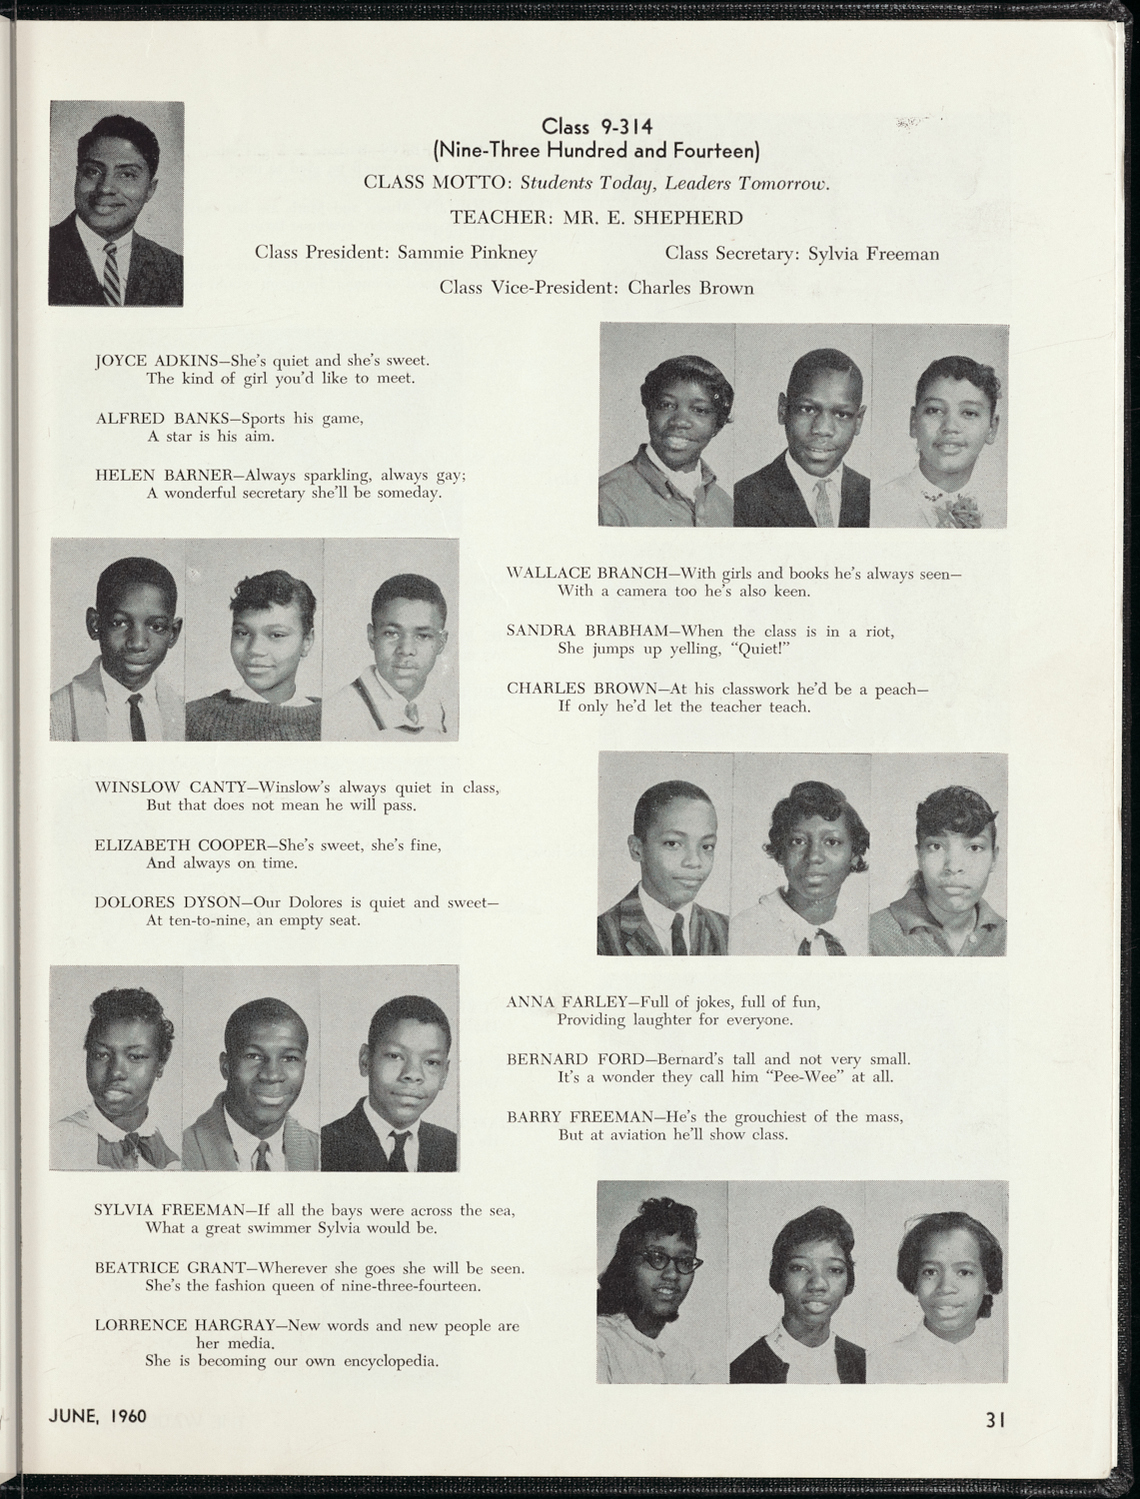 Class 9-314
(Nine-Three Hundred and Fourteen)
CLASS MOTTO: Students Today, Leaders Tomorrow.
TEACHER: MR. E. SHEPHERD
Class President: Sammie Pinkney
Class Secretary: Sylvia Freeman
Class Vice-President: Charles Brown
JOYCE ADKINS—She's quiet and she's sweet.
The kind of girl you'd like to meet.
ALFRED BANKS—Sports his game,
A star is his aim.
HELEN BARNER—Always sparkling, always gay;
A wonderful secretary she'll be someday.
WALLACE BRANCH—With girls and books he's always seen—
With a camera too he's also keen.
SANDRA BRABHAM—When the class is in a riot,
She jumps up yelling, "Quiet!"
CHARLES BROWN—At his classwork he'd be a peach—
If only he'd let the teacher teach.
WINSLOW CANTY—Winslow's always quiet in class,
But that does not mean he will pass.
ELIZABETH COOPER—She's sweet, she's fine,
And always on time.
DOLORES DYSON—Our Dolores is quiet and sweet—
At ten-to-nine, an empty seat.
ANNA FARLEY—Full of jokes, full of fun,
Providing laughter for everyone.
BERNARD FORD—Bernard's tall and not very small.
It's a wonder they call him "Pee-Wee" at all.
BARRY FREEMAN—He's the grouchiest of the mass,
But at aviation he'll show class.
SYLVIA FREEMAN—If all the bays were across the sea,
What a great swimmer Sylvia would be.
BEATRICE GRANT—Wherever she goes she will be seen.
She's the fashion queen of nine-three-fourteen.
LORRENCE HARGRAY—New words and new people are
her media.
She is becoming our own encyclopedia.
JUNE, 1960
31